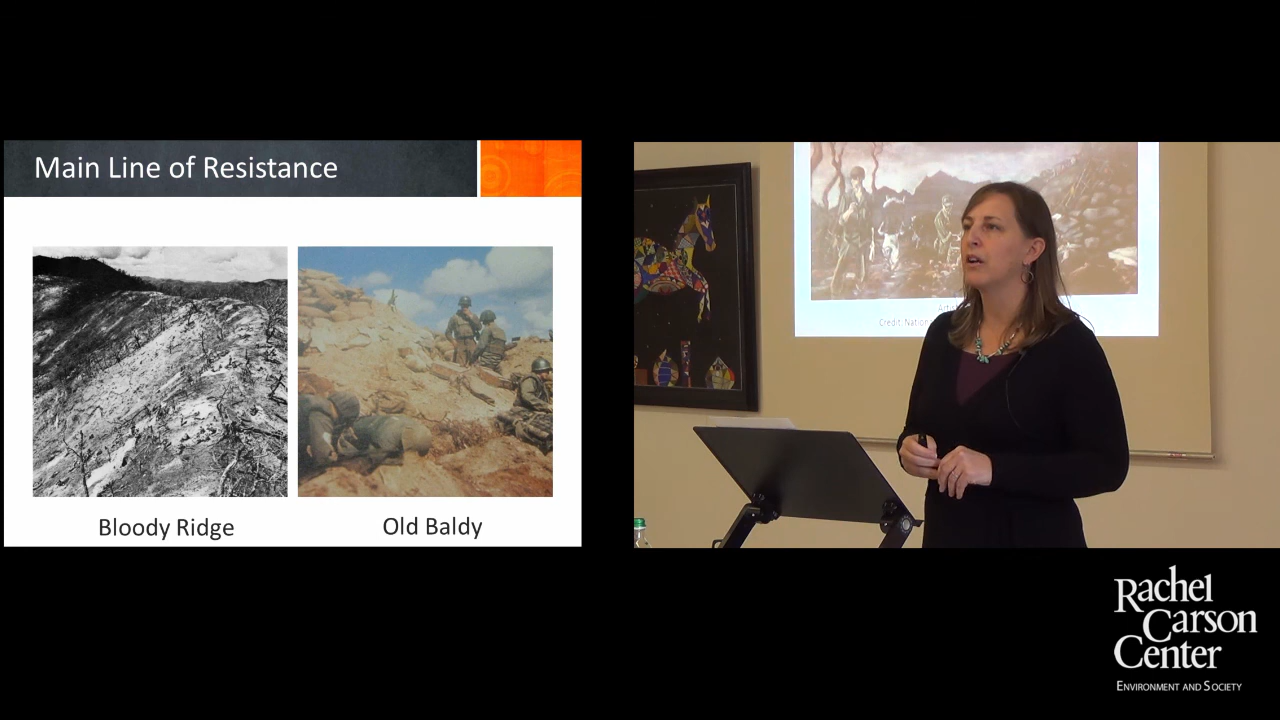 Main Line of Resistance
Bloody Ridge
Old Baldy
Rachel
Carson
Center
ENVIRONMENT AND SOCIETY